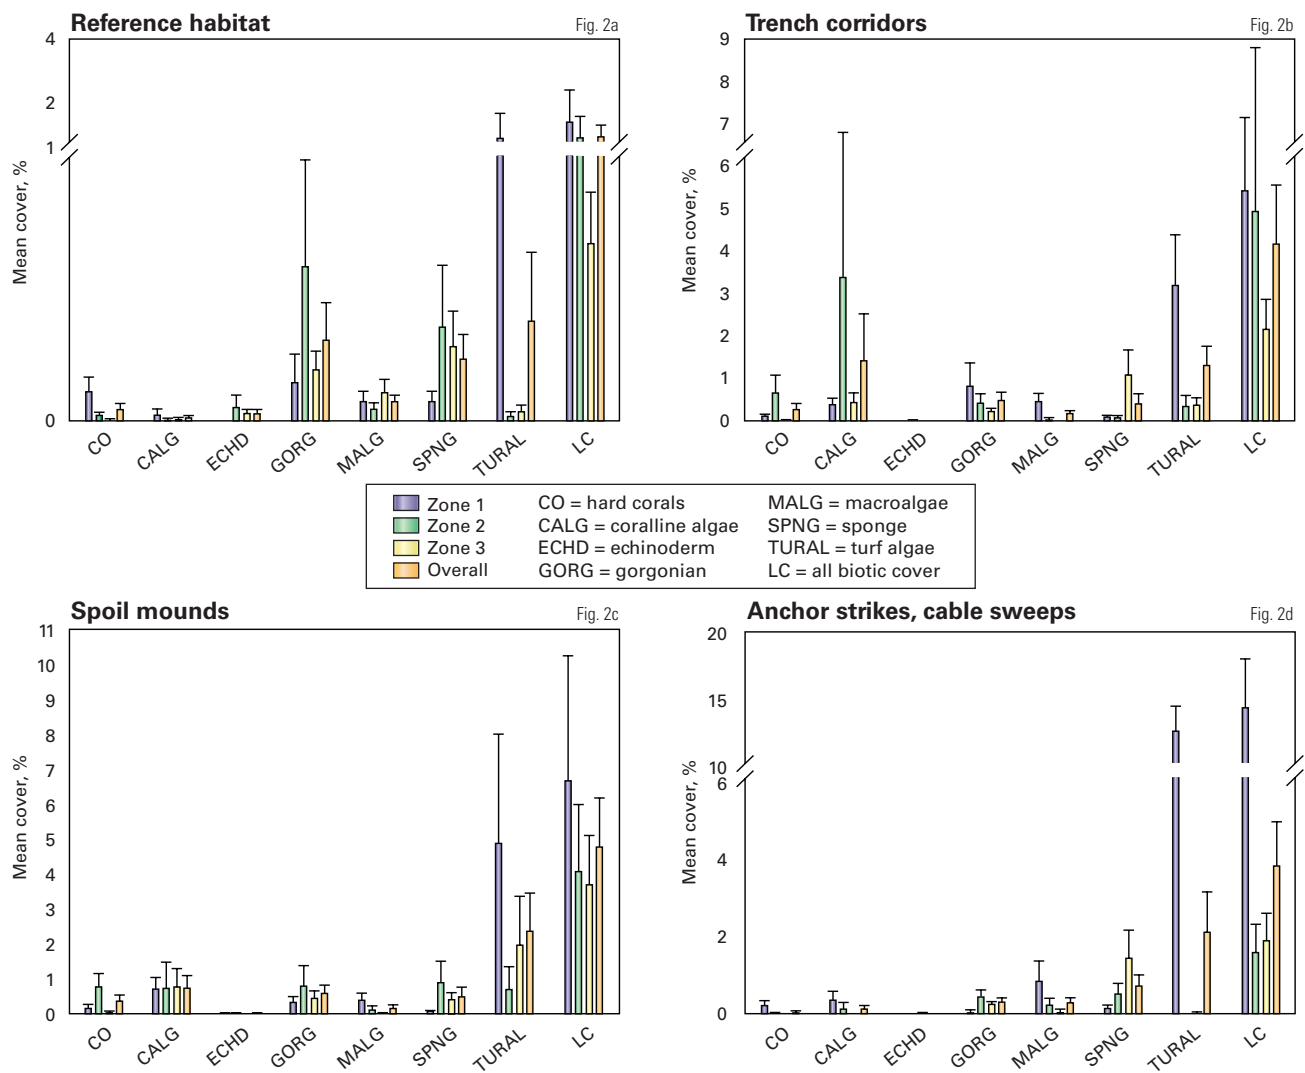 Reference habitat
Fig. 2a
Mean cover, %
4
2
1
0
CO
CALG
ECHD
GORG
MALG
SPNG
TURAL
LC
Trench corridors
Fig. 2b
Mean cover, %
9
8
7
6
5
4
3
2
1
0
CO
CALG
ECHD
GORG
MALG
SPNG
TURAL
LC
Zone 1
Zone 2
Zone 3
Overall
CO = hard corals
CALG = coralline algae
ECHD = echinoderm
GORG = gorgonian
MALG = macroalgae
SPNG = sponge
TURAL = turf algae
LC = all biotic cover
Spoil mounds
Fig. 2c
Mean cover, %
11
10
9
8
7
6
5
4
3
2
1
0
CO
CALG
ECHD
GORG
MALG
SPNG
TURAL
LC
Anchor strikes, cable sweeps
Fig. 2d
Mean cover, %
20
15
10
6
4
2
0
CO
CALG
ECHD
GORG
MALG
SPNG
TURAL
LC